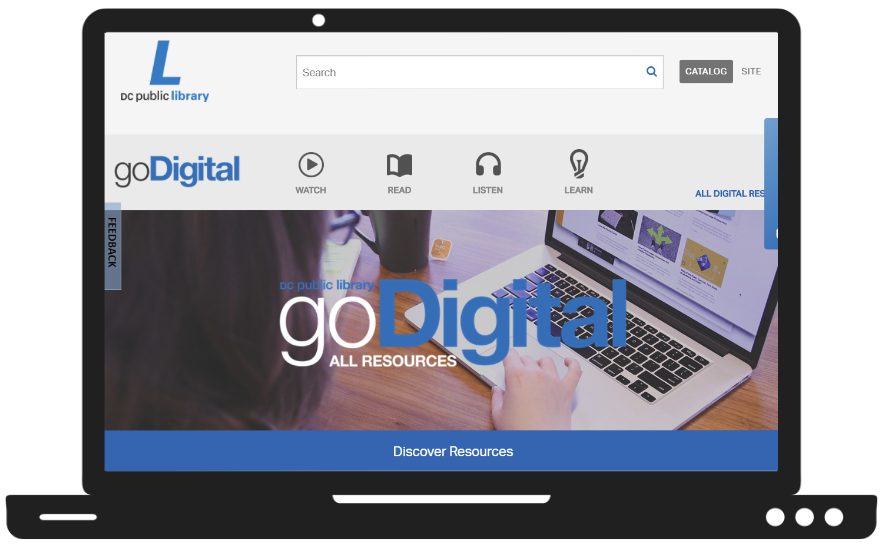 L
DC public library
Search
CATALOG
SITE
goDigital
WATCH
READ
LISTEN
LEARN
ALL DIGITAL RES
FEEDBACK
DC public library
goDigital
ALL RESOURCES
Discover Resources